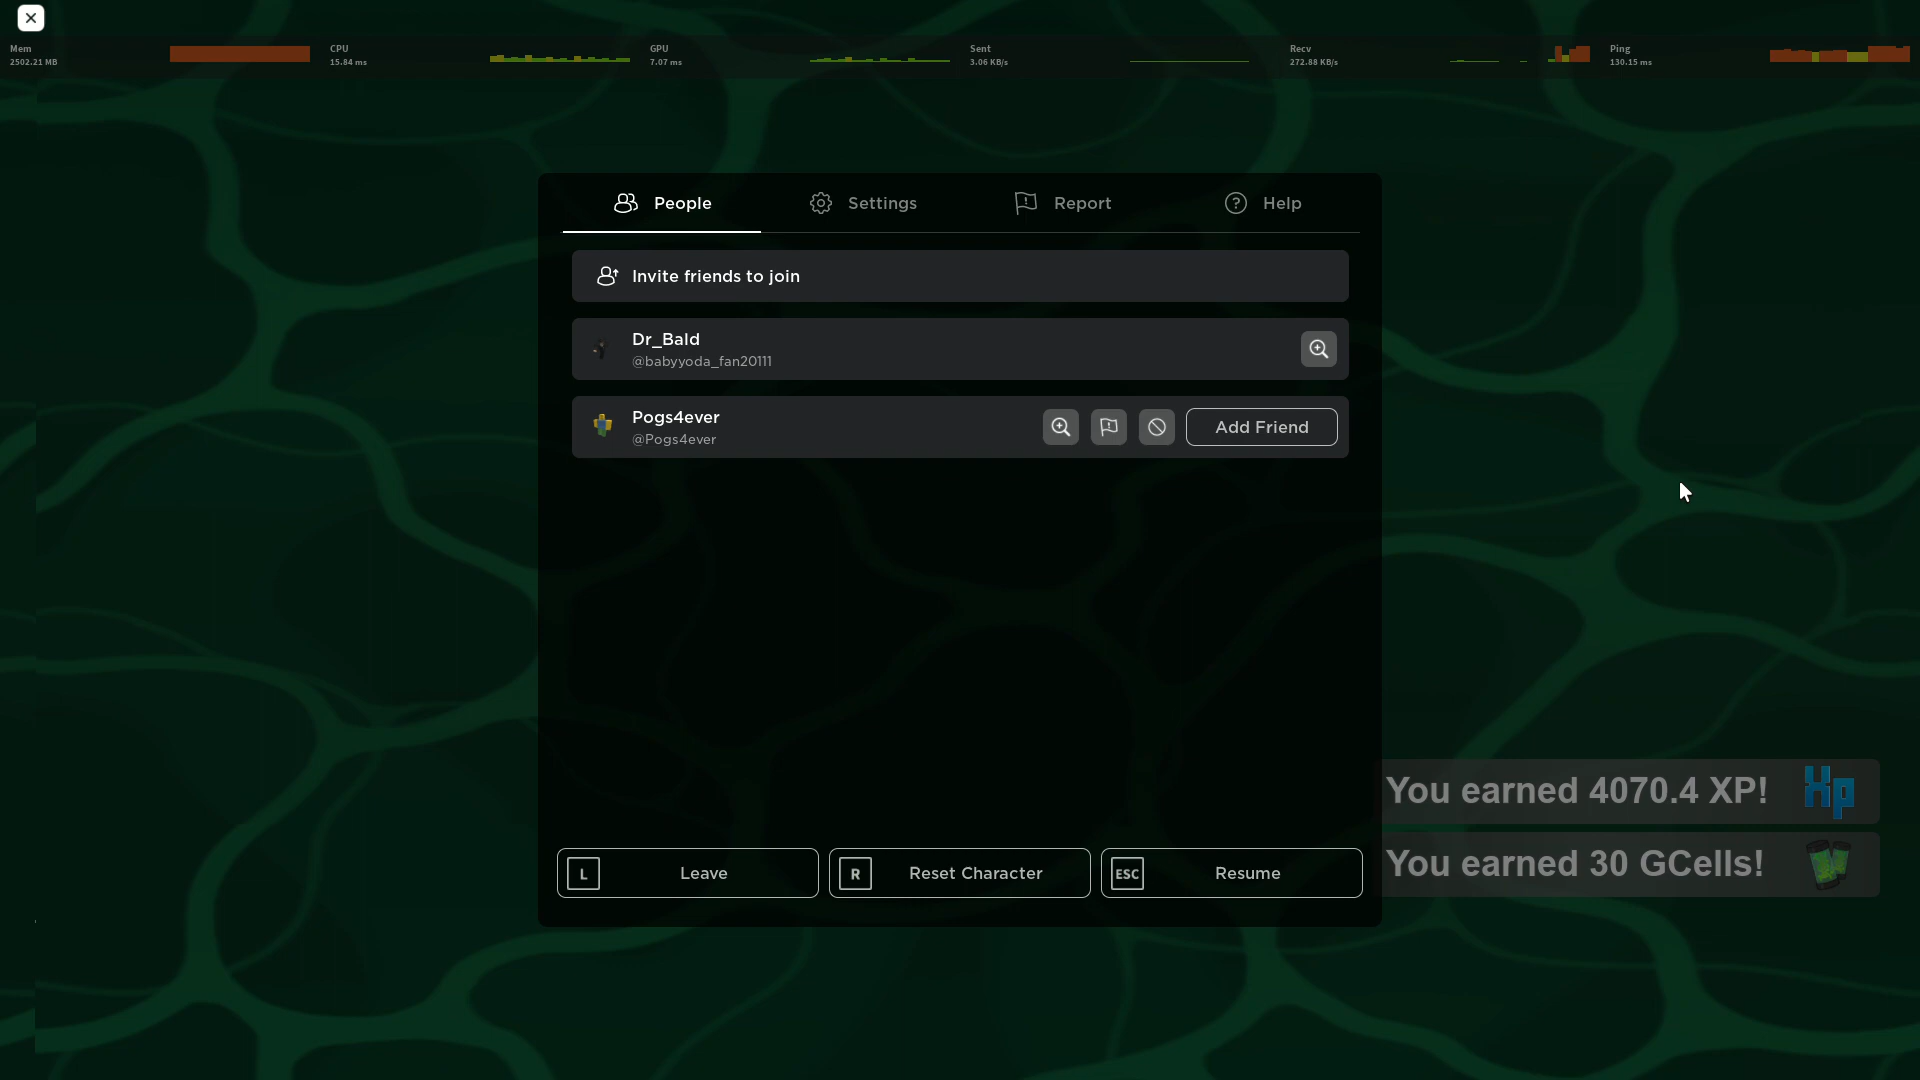 Mem
2502.21 MB
CPU
15.84 ms
GPU
7.07 ms
Sent
3.06 KB/s
Recv
272.88 KB/s
Ping
130.15 ms
People
Settings
Report
Help
Invite friends to join
Dr_Bald
@babyyoda_fan20111
Pogs4ever
@Pogs4ever
Add Friend
You earned 4070.4 XP!
Xp
You earned 30 GCells!
L Leave
R Reset Character
ESC Resume